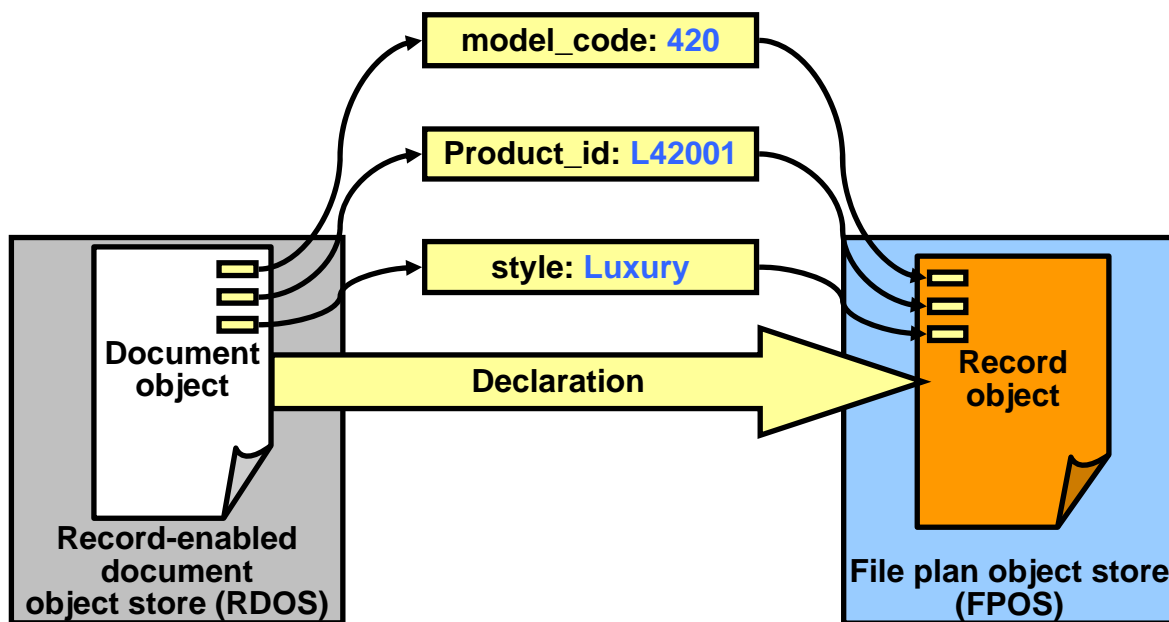 model_code: 420
Product_id: L42001
style: Luxury
Document
object
Declaration
Record
object
Record-enabled
document
object store (RDOS)
File plan object store
(FPOS)